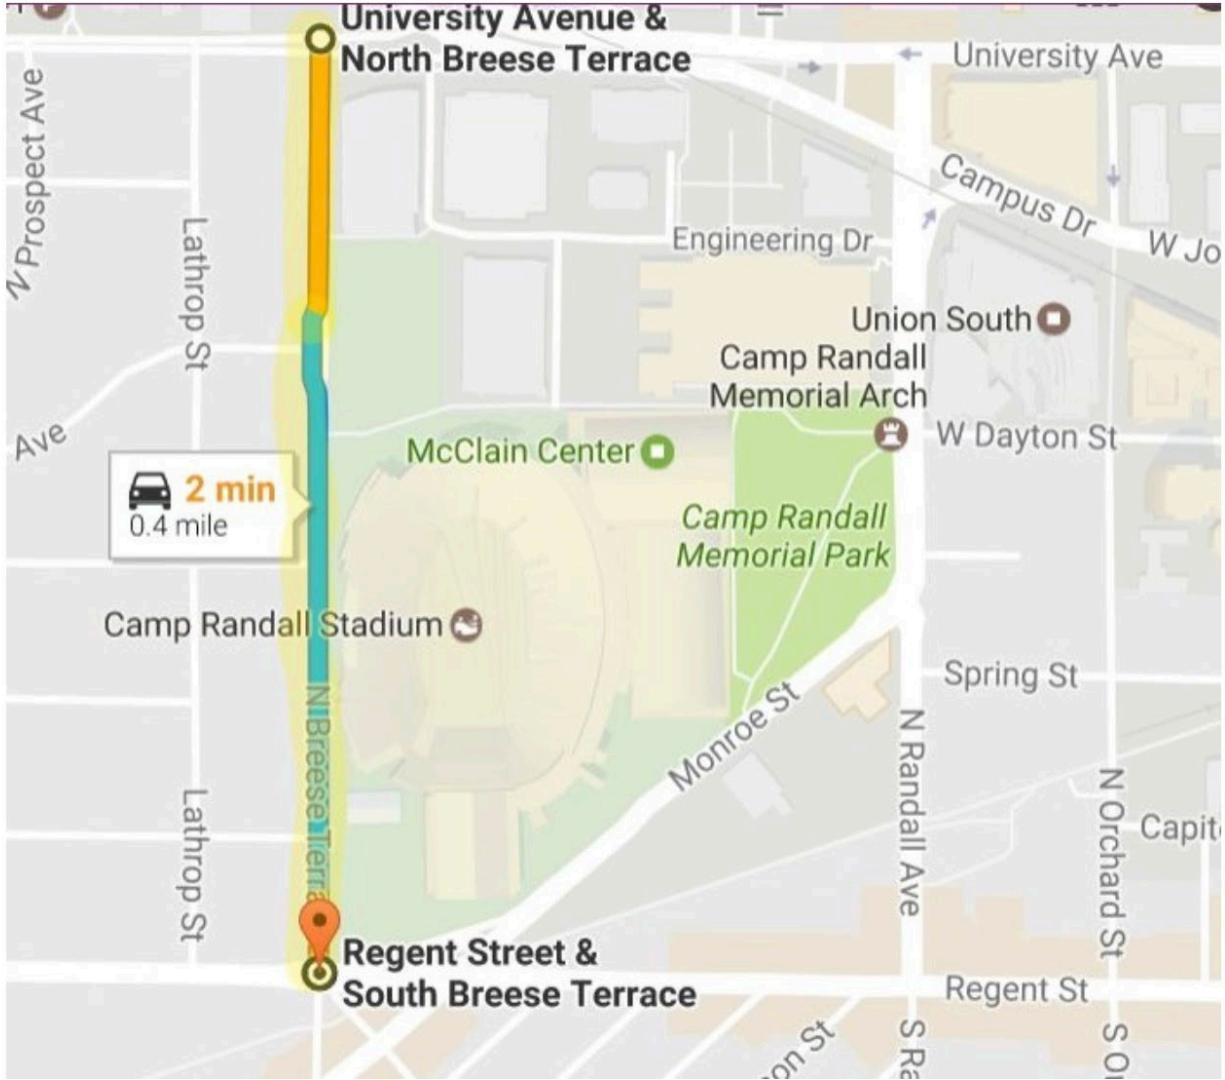 University Avenue &
North Breese Terrace
University Ave
N Prospect Ave
Lathrop St
Campus Dr
Engineering Dr
W Jo
Union South
Camp Randall
Memorial Arch
Ave
McClain Center
W Dayton St
2 min
0.4 mile
Camp Randall
Memorial Park
Camp Randall Stadium
Spring St
N Breese Terra
Monroe St
N Randall Ave
N Orchard St
Lathrop St
Capit
Regent Street &
South Breese Terrace
Regent St
on St
S Ra
S O